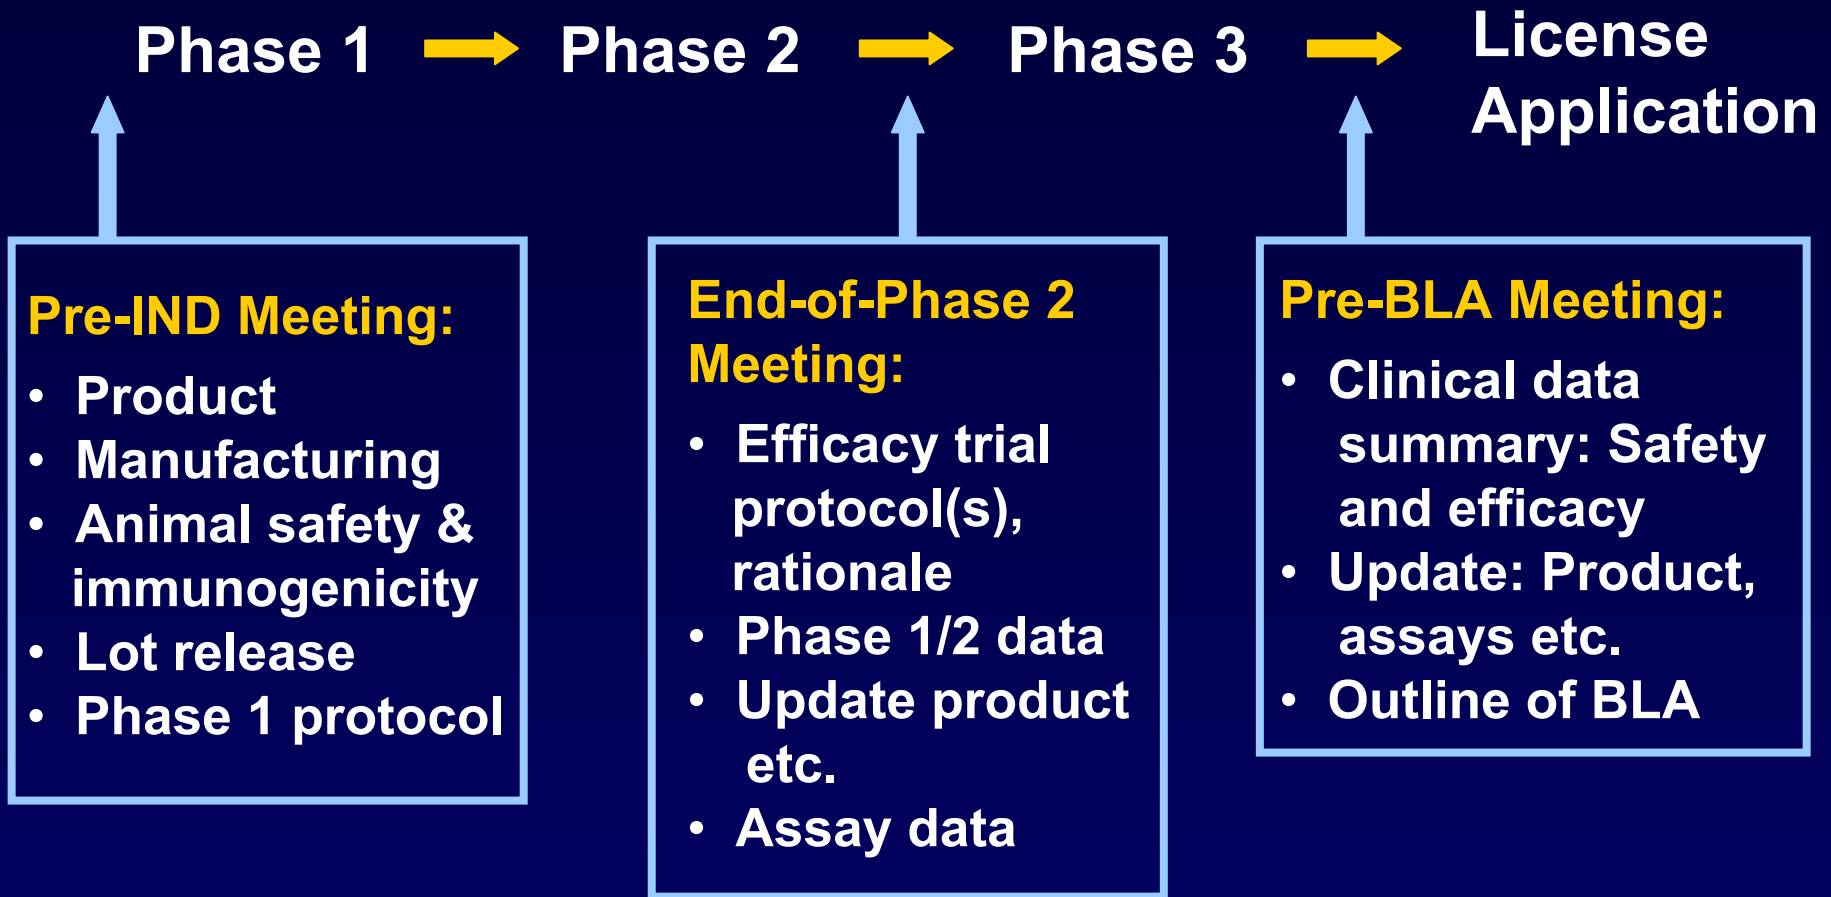 Phase 1
Phase 2
Phase 3
License
Application
Pre-IND Meeting:
• Product
• Manufacturing
• Animal safety &
immunogenicity
• Lot release
• Phase 1 protocol
End-of-Phase 2
Meeting:
• Efficacy trial
protocol(s),
rationale
• Phase 1/2 data
• Update product
etc.
• Assay data
Pre-BLA Meeting:
• Clinical data
summary: Safety
and efficacy
• Update: Product,
assays etc.
• Outline of BLA